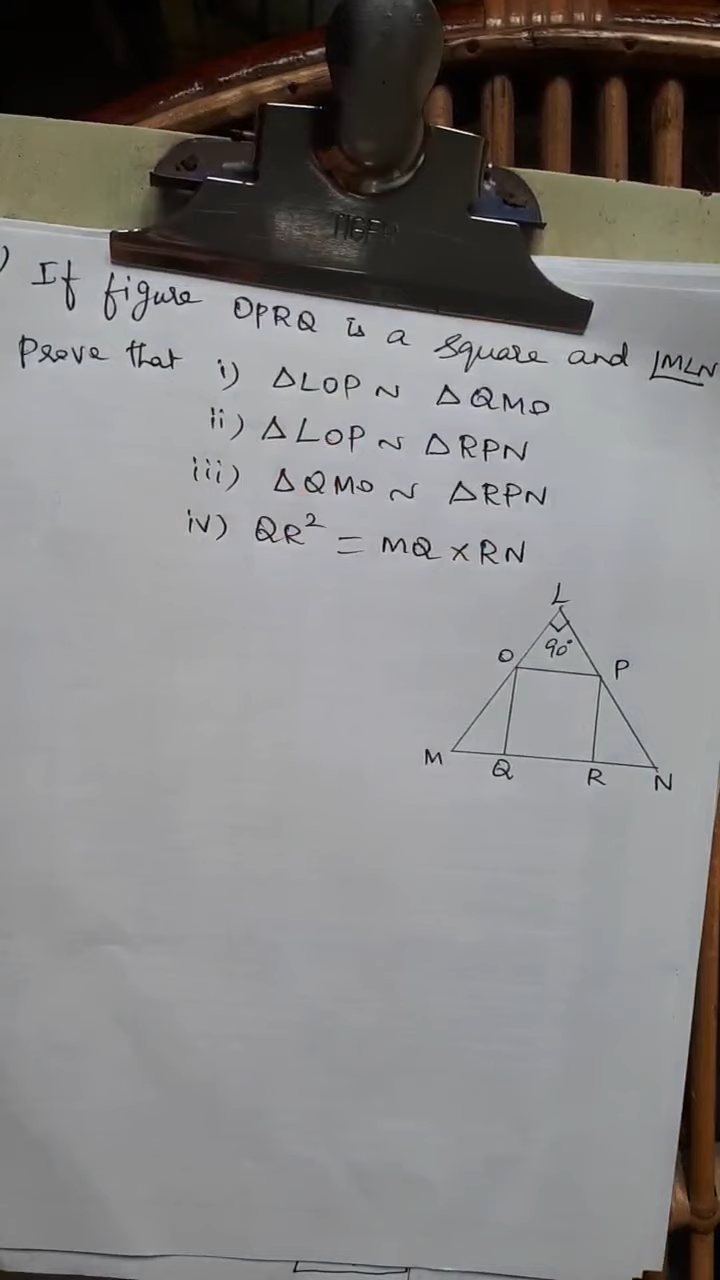 ) If figure OPRQ is a square and ∠MLN
Prove that i) ΔLOP ~ ΔQMO
ii) ΔLOP ~ ΔRPN
iii) ΔQMO ~ ΔRPN
iv) QR² = MQ × RN
L
90°
O
P
M
Q
R
N